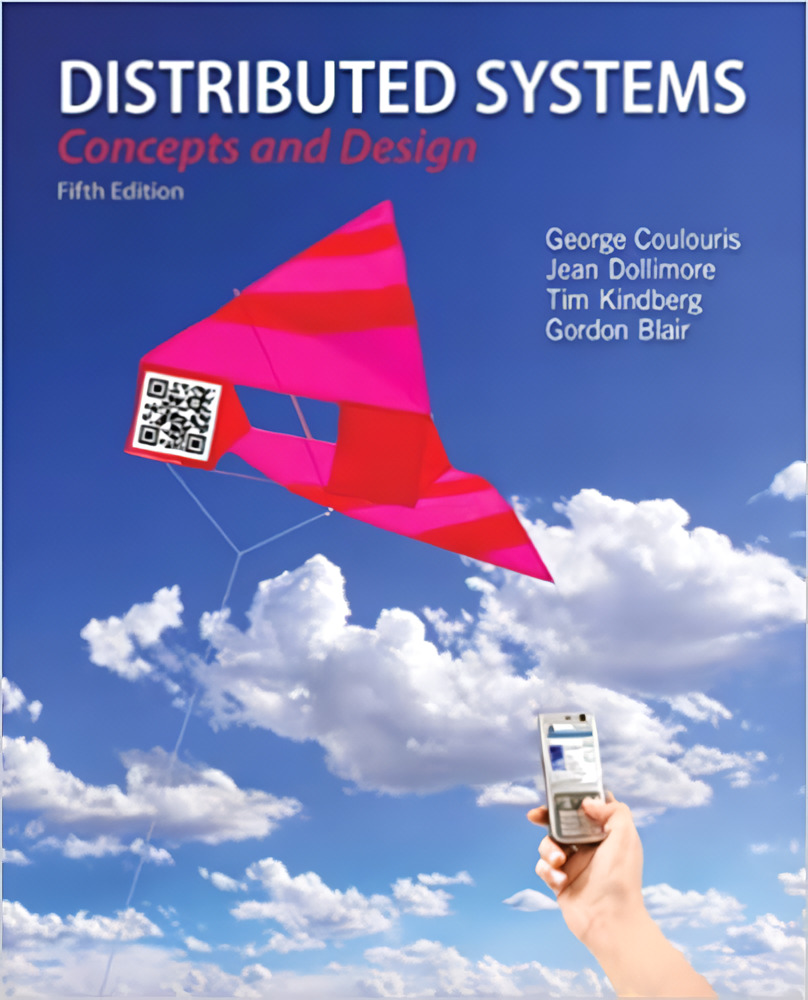 DISTRIBUTED SYSTEMS
Concepts and Design
Fifth Edition
George Coulouris
Jean Dollimore
Tim Kindberg
Gordon Blair